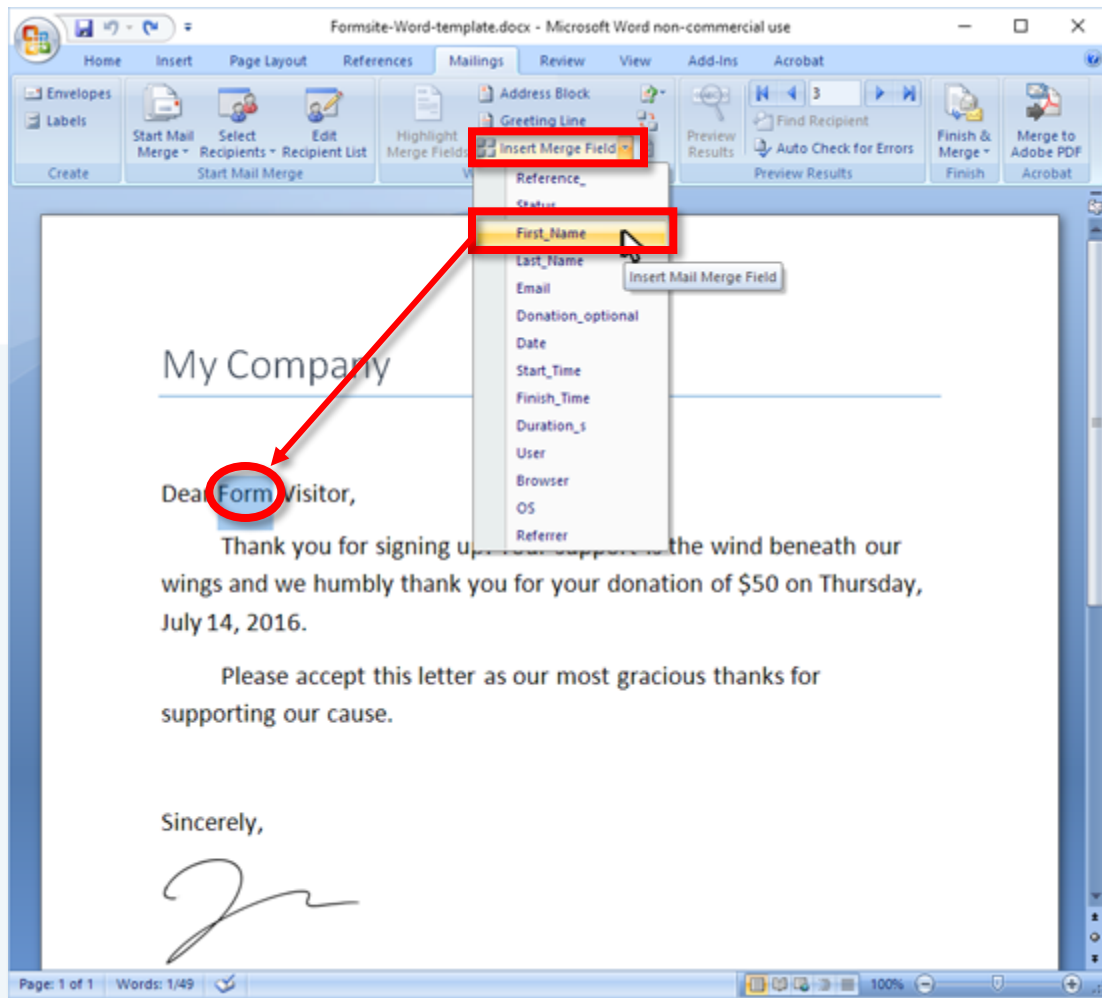 Formsite-Word-template.docx - Microsoft Word non-commercial use
Home Insert Page Layout References Mailings Review View Add-Ins Acrobat
Envelopes
Labels
Create
Start Mail
Merge
Select
Recipients
Edit
Recipient List
Start Mail Merge
Highlight
Merge Fields
Address Block
Greeting Line
Insert Merge Field
Preview
Results
3
Find Recipient
Auto Check for Errors
Preview Results
Finish &
Merge
Finish
Merge to
Adobe PDF
Acrobat
Reference_
Status
First_Name
Last_Name
Email
Donation_optional
Date
Start_Time
Finish_Time
Duration_s
User
Browser
OS
Referrer
Insert Mail Merge Field
My Company
Dear Form Visitor,
Thank you for signing up! Your support is the wind beneath our
wings and we humbly thank you for your donation of $50 on Thursday,
July 14, 2016.
Please accept this letter as our most gracious thanks for
supporting our cause.
Sincerely,
Page: 1 of 1 Words: 1/49 100%